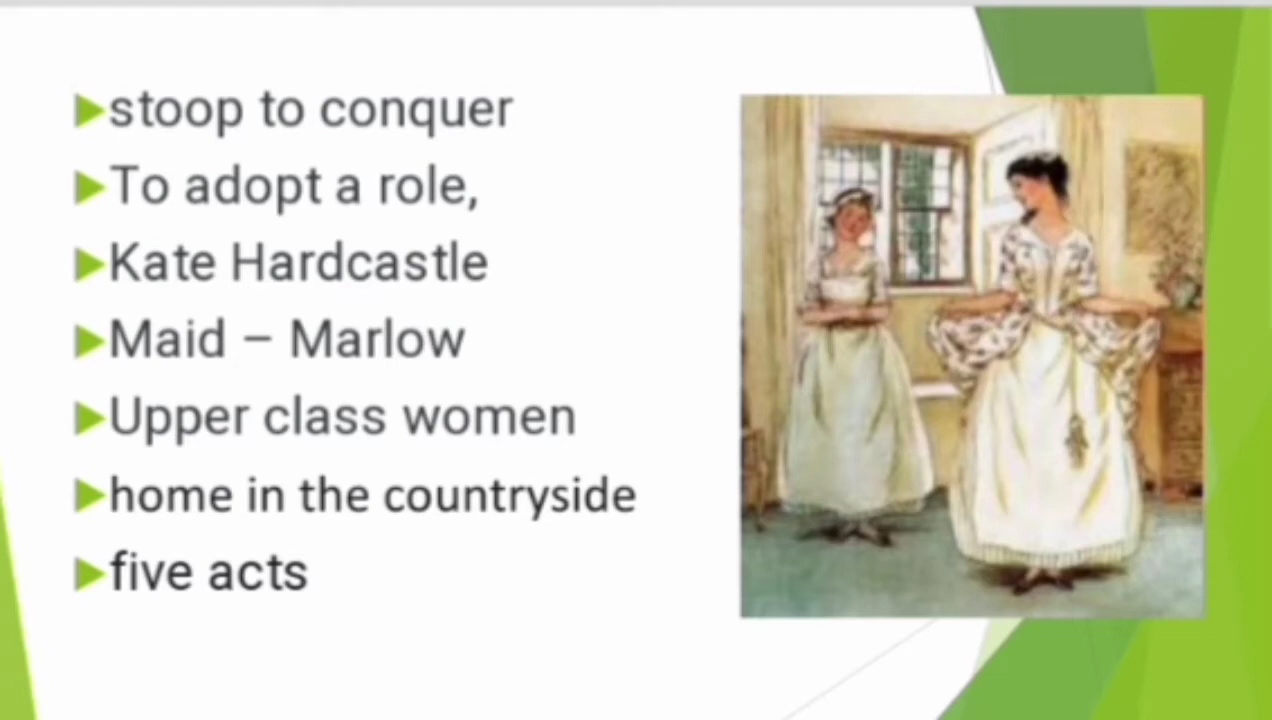 stoop to conquer
To adopt a role,
Kate Hardcastle
Maid – Marlow
Upper class women
home in the countryside
five acts